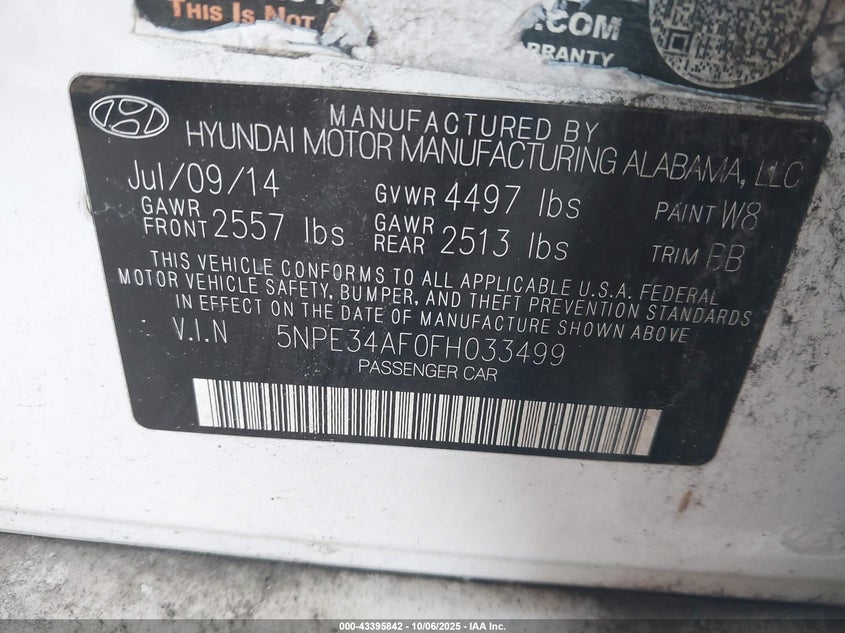 THIS IS NOT A
.COM
RRANTY
MANUFACTURED BY
HYUNDAI MOTOR MANUFACTURING ALABAMA, LLC
Jul/09/14 GVWR 4497 lbs PAINT W8
GAWR FRONT 2557 lbs GAWR REAR 2513 lbs TRIM BB
THIS VEHICLE CONFORMS TO ALL APPLICABLE U.S.A. FEDERAL
MOTOR VEHICLE SAFETY, BUMPER, AND THEFT PREVENTION STANDARDS
IN EFFECT ON THE DATE OF MANUFACTURE SHOWN ABOVE
V.I.N 5NPE34AF0FH033499
PASSENGER CAR
000-43395842 | 10/06/2025 - IAA Inc.